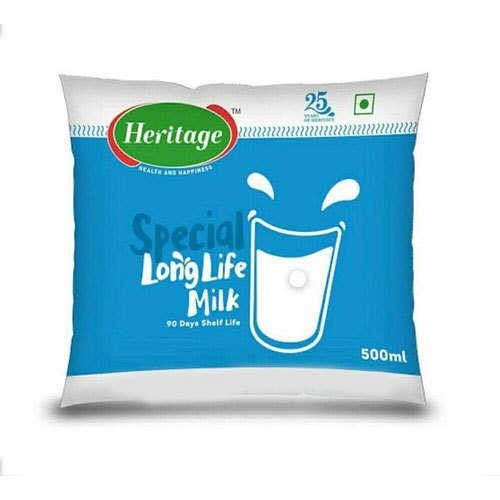 Heritage
TM
HEALTH AND HAPPINESS
25
YEARS
OF HERITAGE
Special
Long Life
Milk
90 Days Shelf Life
500ml